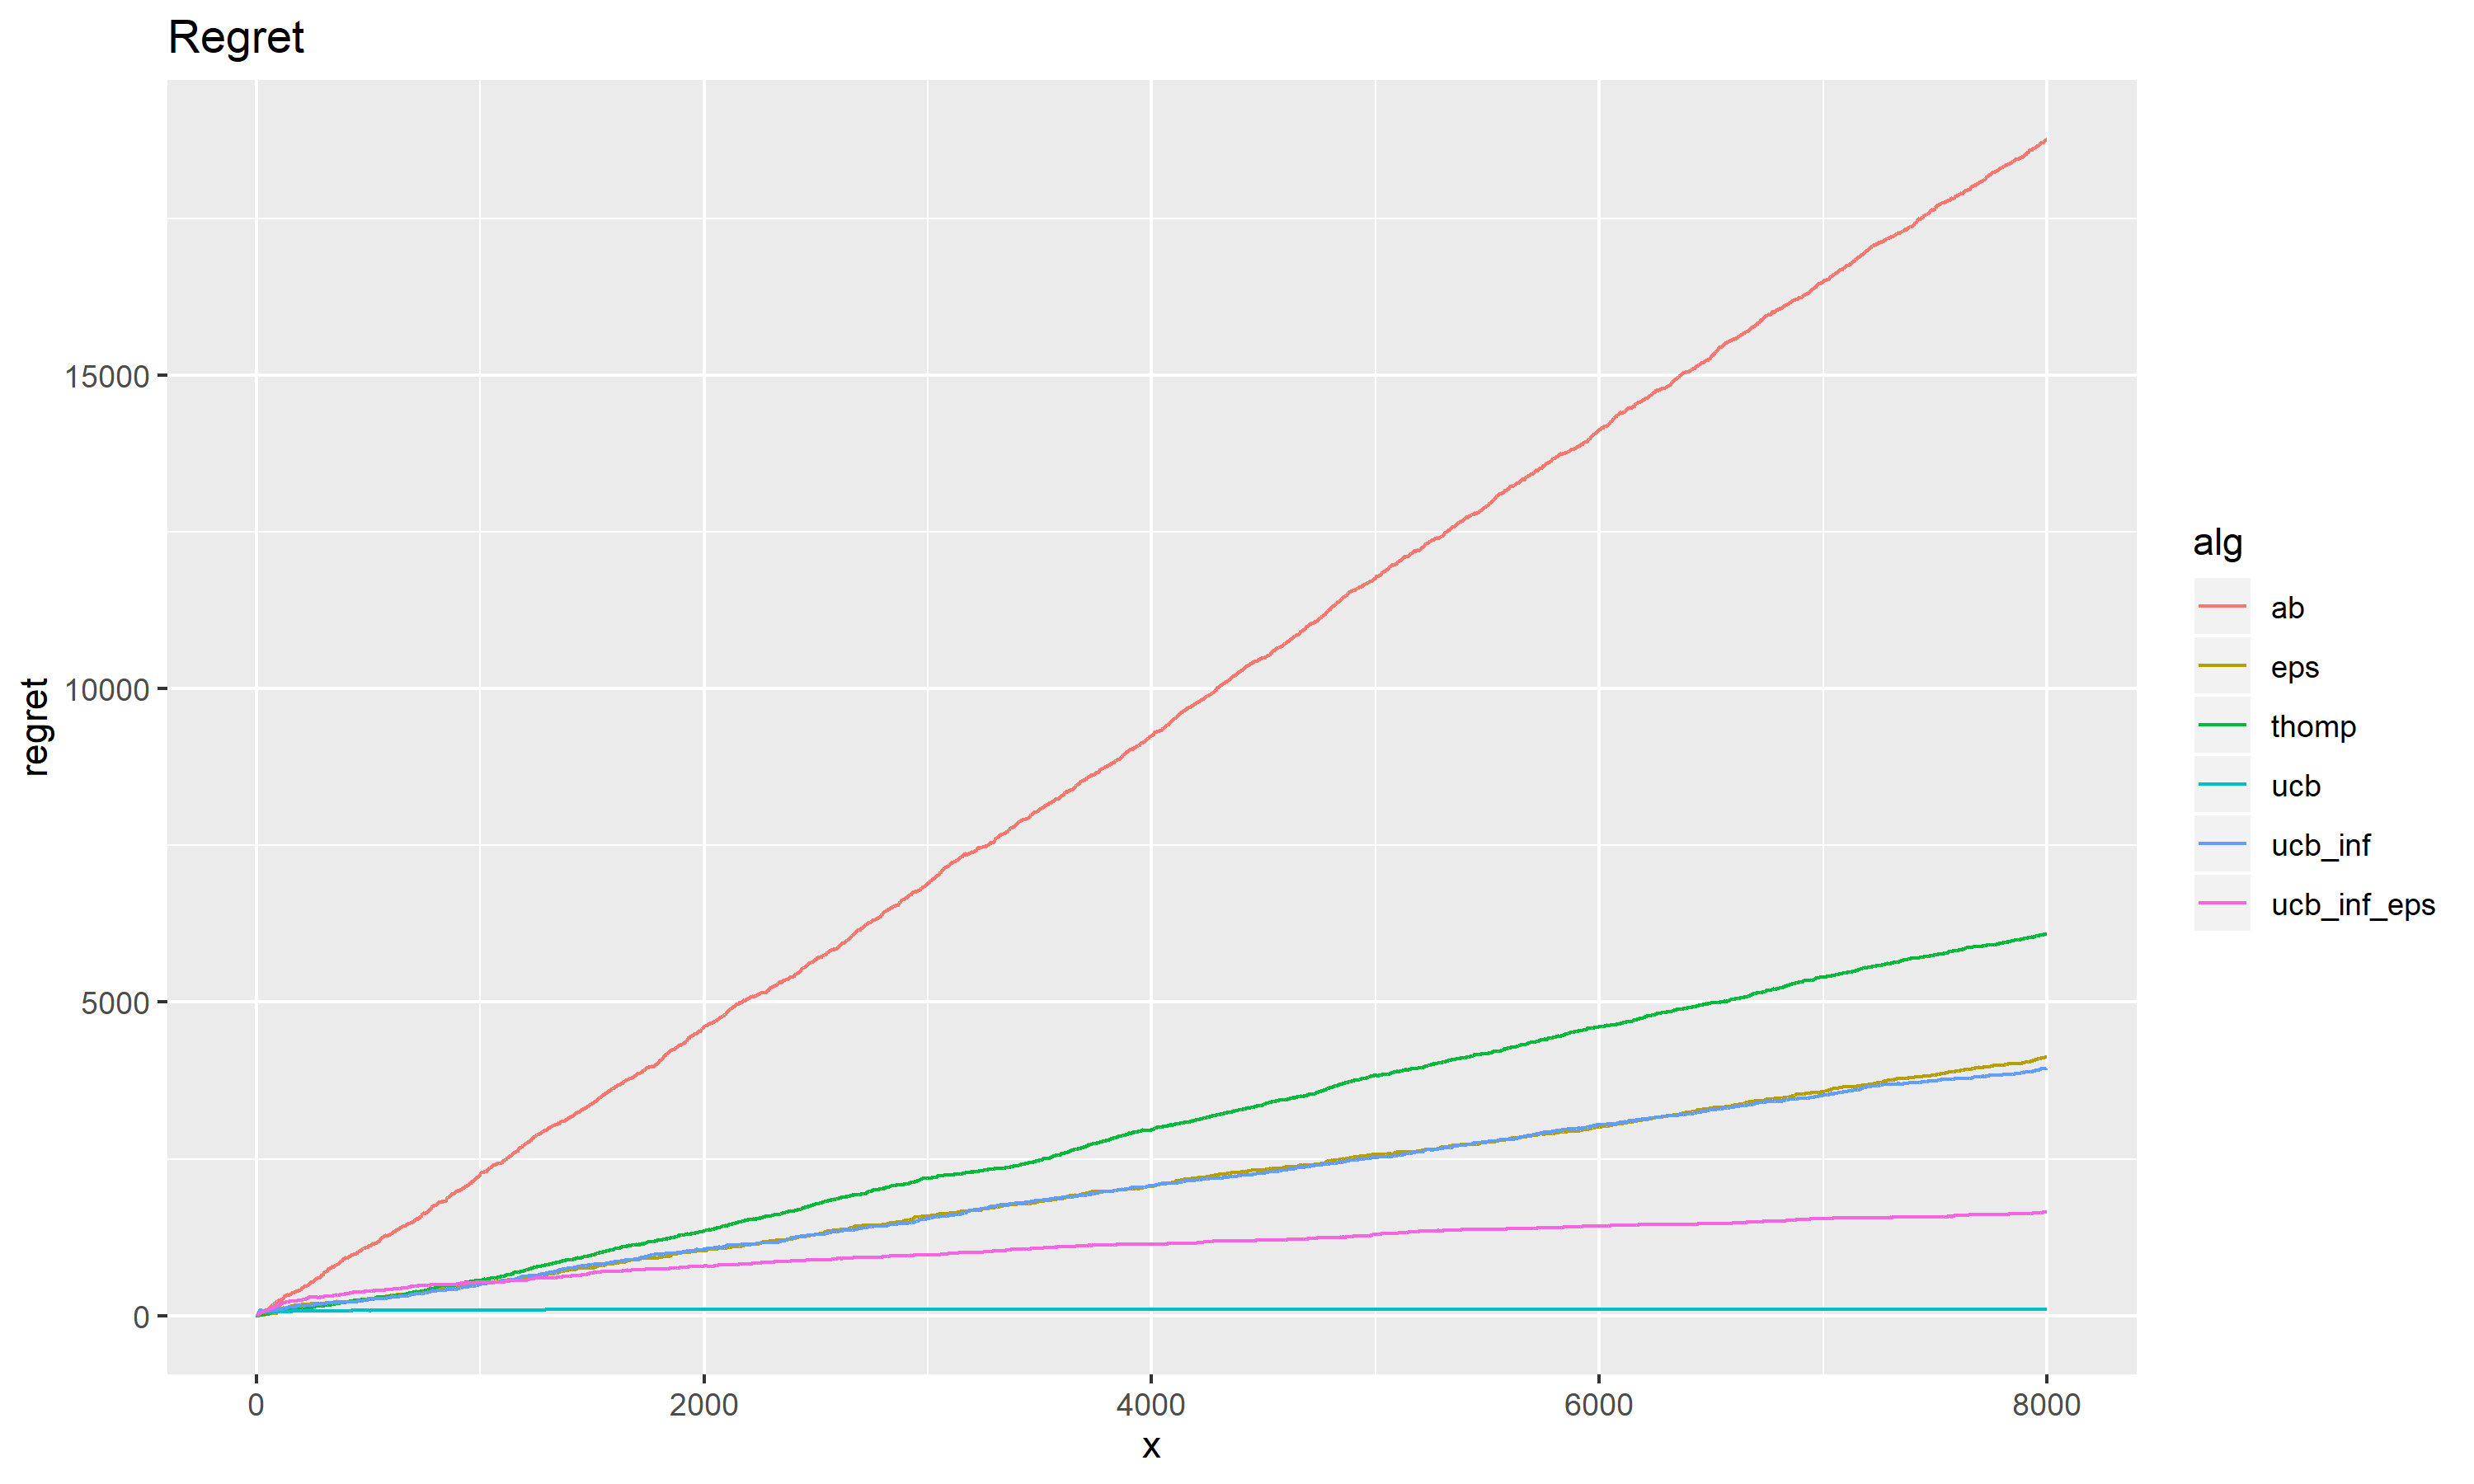 Regret
regret
15000
10000
5000
0
0 2000 4000 6000 8000
x
alg
ab
eps
thomp
ucb
ucb_inf
ucb_inf_eps